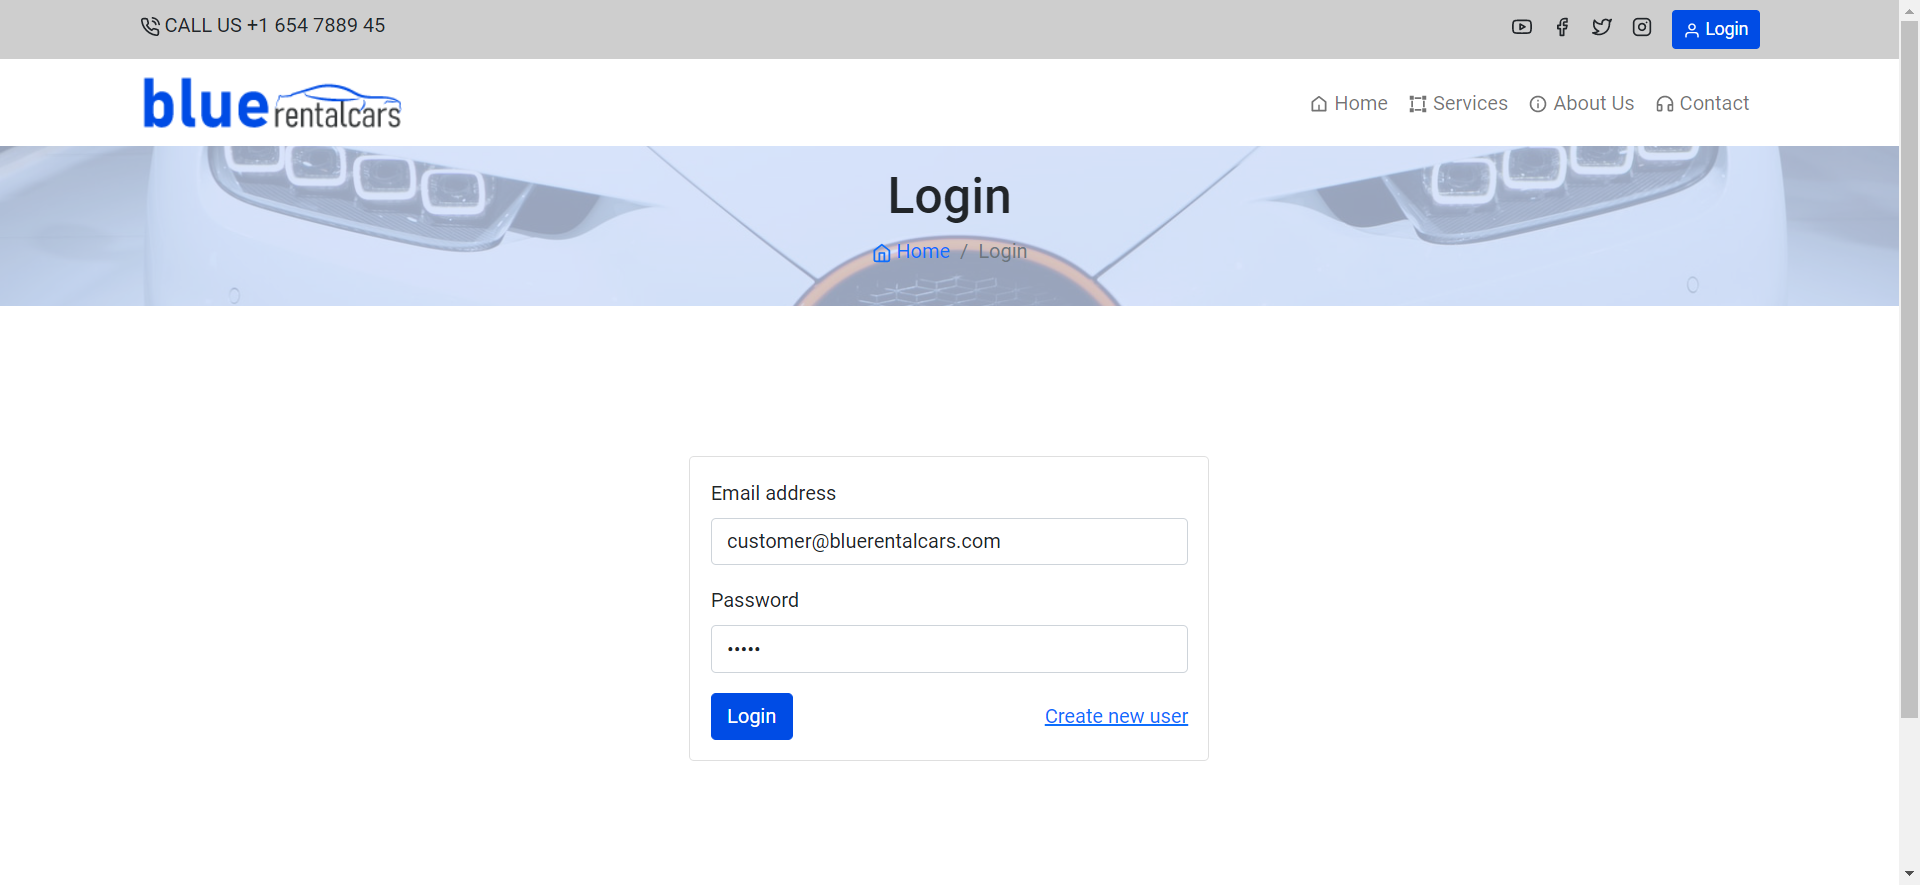 CALL US +1 654 7889 45
Login
blue rentalcars
Home
Services
About Us
Contact
Login
Home / Login
Email address
customer@bluerentalcars.com
Password
•••••
Login
Create new user